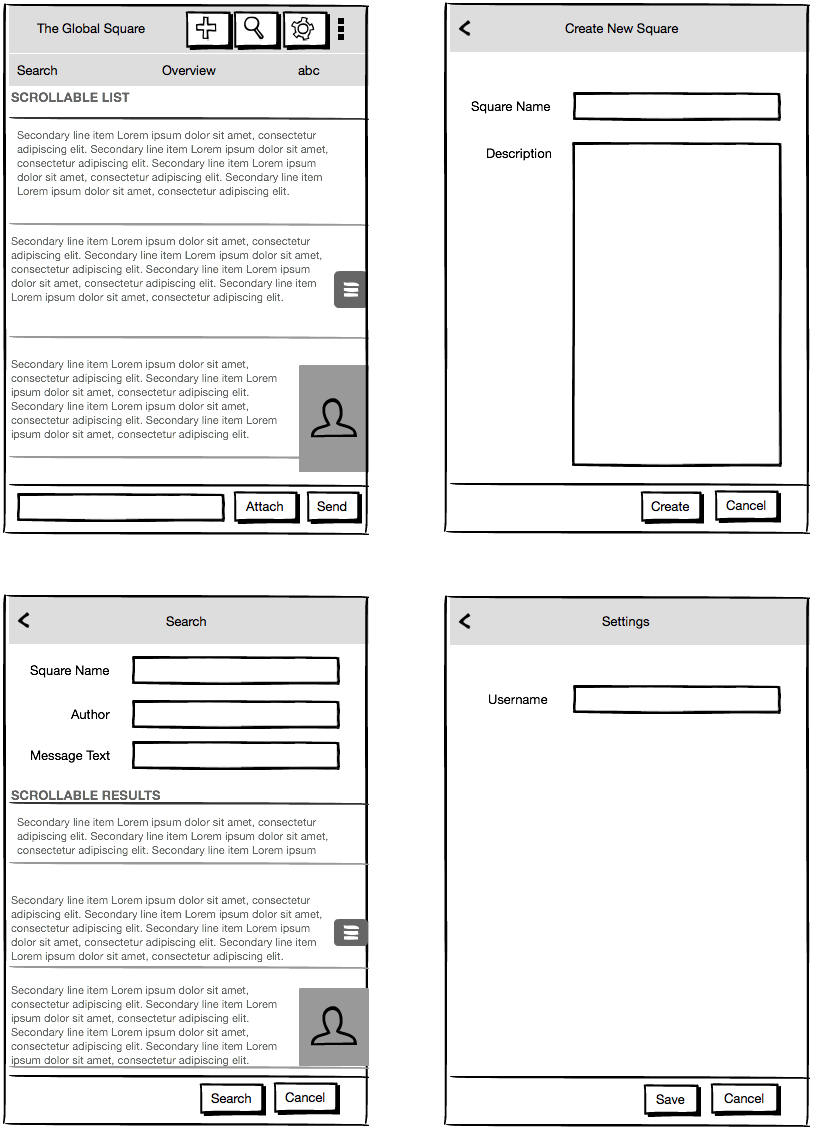 The Global Square
Search Overview abc
SCROLLABLE LIST
Secondary line item Lorem ipsum dolor sit amet, consectetur
adipiscing elit. Secondary line item Lorem ipsum dolor sit amet,
consectetur adipiscing elit. Secondary line item Lorem ipsum
dolor sit amet, consectetur adipiscing elit. Secondary line item
Lorem ipsum dolor sit amet, consectetur adipiscing elit.
Secondary line item Lorem ipsum dolor sit amet, consectetur
adipiscing elit. Secondary line item Lorem ipsum dolor sit amet,
consectetur adipiscing elit. Secondary line item Lorem ipsum
dolor sit amet, consectetur adipiscing elit. Secondary line item
Lorem ipsum dolor sit amet, consectetur adipiscing elit.
Secondary line item Lorem ipsum dolor sit amet,
consectetur adipiscing elit. Secondary line item Lorem
ipsum dolor sit amet, consectetur adipiscing elit.
Secondary line item Lorem ipsum dolor sit amet,
consectetur adipiscing elit. Secondary line item Lorem
ipsum dolor sit amet, consectetur adipiscing elit.
Attach Send
Create New Square
Square Name
Description
Create Cancel
Search
Square Name
Author
Message Text
SCROLLABLE RESULTS
Secondary line item Lorem ipsum dolor sit amet, consectetur
adipiscing elit. Secondary line item Lorem ipsum dolor sit amet,
consectetur adipiscing elit. Secondary line item Lorem ipsum
Secondary line item Lorem ipsum dolor sit amet, consectetur
adipiscing elit. Secondary line item Lorem ipsum dolor sit amet,
consectetur adipiscing elit. Secondary line item Lorem ipsum
dolor sit amet, consectetur adipiscing elit. Secondary line item
Lorem ipsum dolor sit amet, consectetur adipiscing elit.
Secondary line item Lorem ipsum dolor sit amet,
consectetur adipiscing elit. Secondary line item Lorem
ipsum dolor sit amet, consectetur adipiscing elit.
Secondary line item Lorem ipsum dolor sit amet,
consectetur adipiscing elit. Secondary line item Lorem
ipsum dolor sit amet, consectetur adipiscing elit.
Search Cancel
Settings
Username
Save Cancel